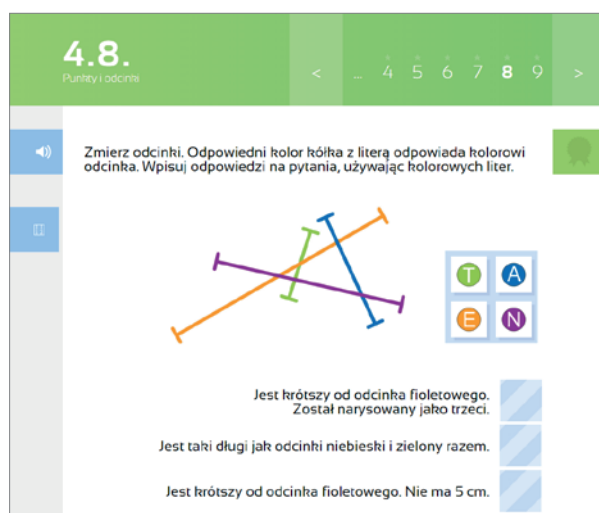 4.8.
Punkty i odcinki
< ... 4 5 6 7 8 9 >
Zmierz odcinki. Odpowiedni kolor kółka z literą odpowiada kolorowi
odcinka. Wpisuj odpowiedzi na pytania, używając kolorowych liter.
T A
E N
Jest krótszy od odcinka fioletowego.
Został narysowany jako trzeci.
Jest taki długi jak odcinki niebieski i zielony razem.
Jest krótszy od odcinka fioletowego. Nie ma 5 cm.